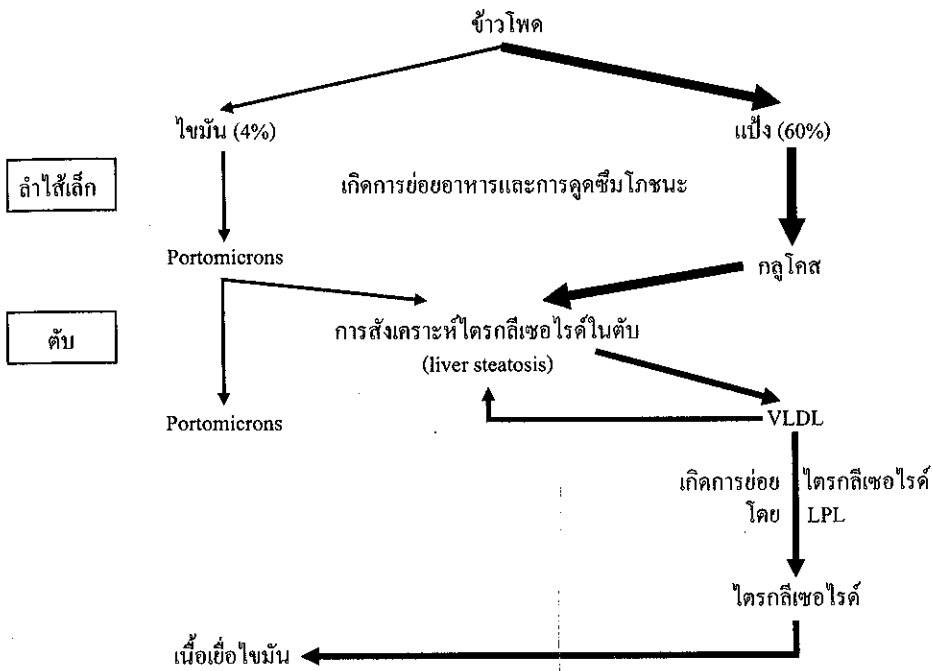 ข้าวโพด
ไขมัน (4%)
แป้ง (60%)
ลำไส้เล็ก
เกิดการย่อยอาหารและการดูดซึมโภชนะ
Portomicrons
กลูโคส
ตับ
การสังเคราะห์ไตรกลีเซอไรด์ในตับ
(liver steatosis)
Portomicrons
VLDL
เกิดการย่อย ไตรกลีเซอไรด์
โดย LPL
ไตรกลีเซอไรด์
เนื้อเยื่อไขมัน